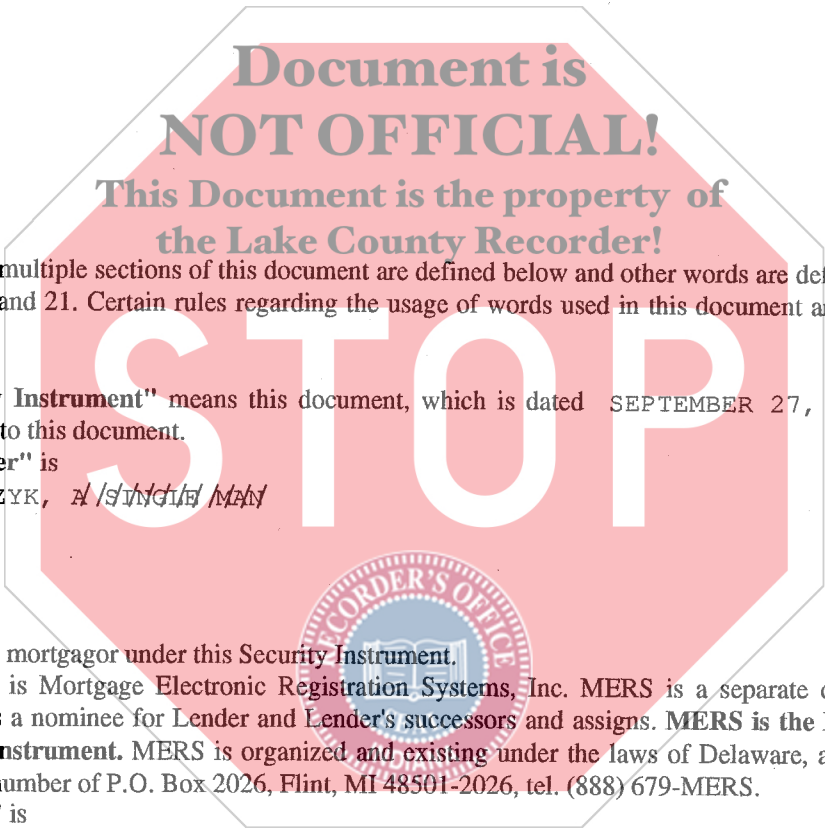 Document is
NOT OFFICIAL!
This Document is the property of
the Lake County Recorder!
multiple sections of this document are defined below and other words are def
and 21. Certain rules regarding the usage of words used in this document a
STOP
Instrument" means this document, which is dated SEPTEMBER 27,
to this document.
er" is
ZYK, A SINGLE MAN
RECORDER'S OFFICE
mortgagor under this Security Instrument.
is Mortgage Electronic Registration Systems, Inc. MERS is a separate
a nominee for Lender and Lender's successors and assigns. MERS is the
nstrument. MERS is organized and existing under the laws of Delaware, a
number of P.O. Box 2026, Flint, MI 48501-2026, tel. (888) 679-MERS.
" is